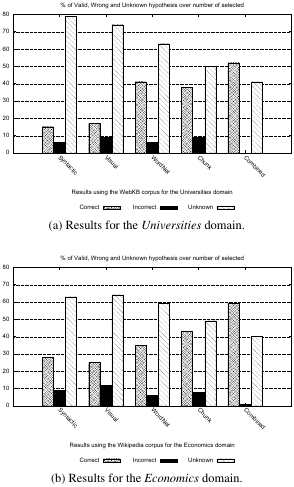 % of Valid, Wrong and Unknown hypothesis over number of selected
80
70
60
50
40
30
20
10
0
Syntactic
Visual
WordNet
Chunk
Combined
Results using the WebKB corpus for the Universities domain
Correct Incorrect Unknown
(a) Results for the Universities domain.
% of Valid, Wrong and Unknown hypothesis over number of selected
80
70
60
50
40
30
20
10
0
Syntactic
Visual
WordNet
Chunk
Combined
Results using the Wikipedia corpus for the Economics domain
Correct Incorrect Unknown
(b) Results for the Economics domain.